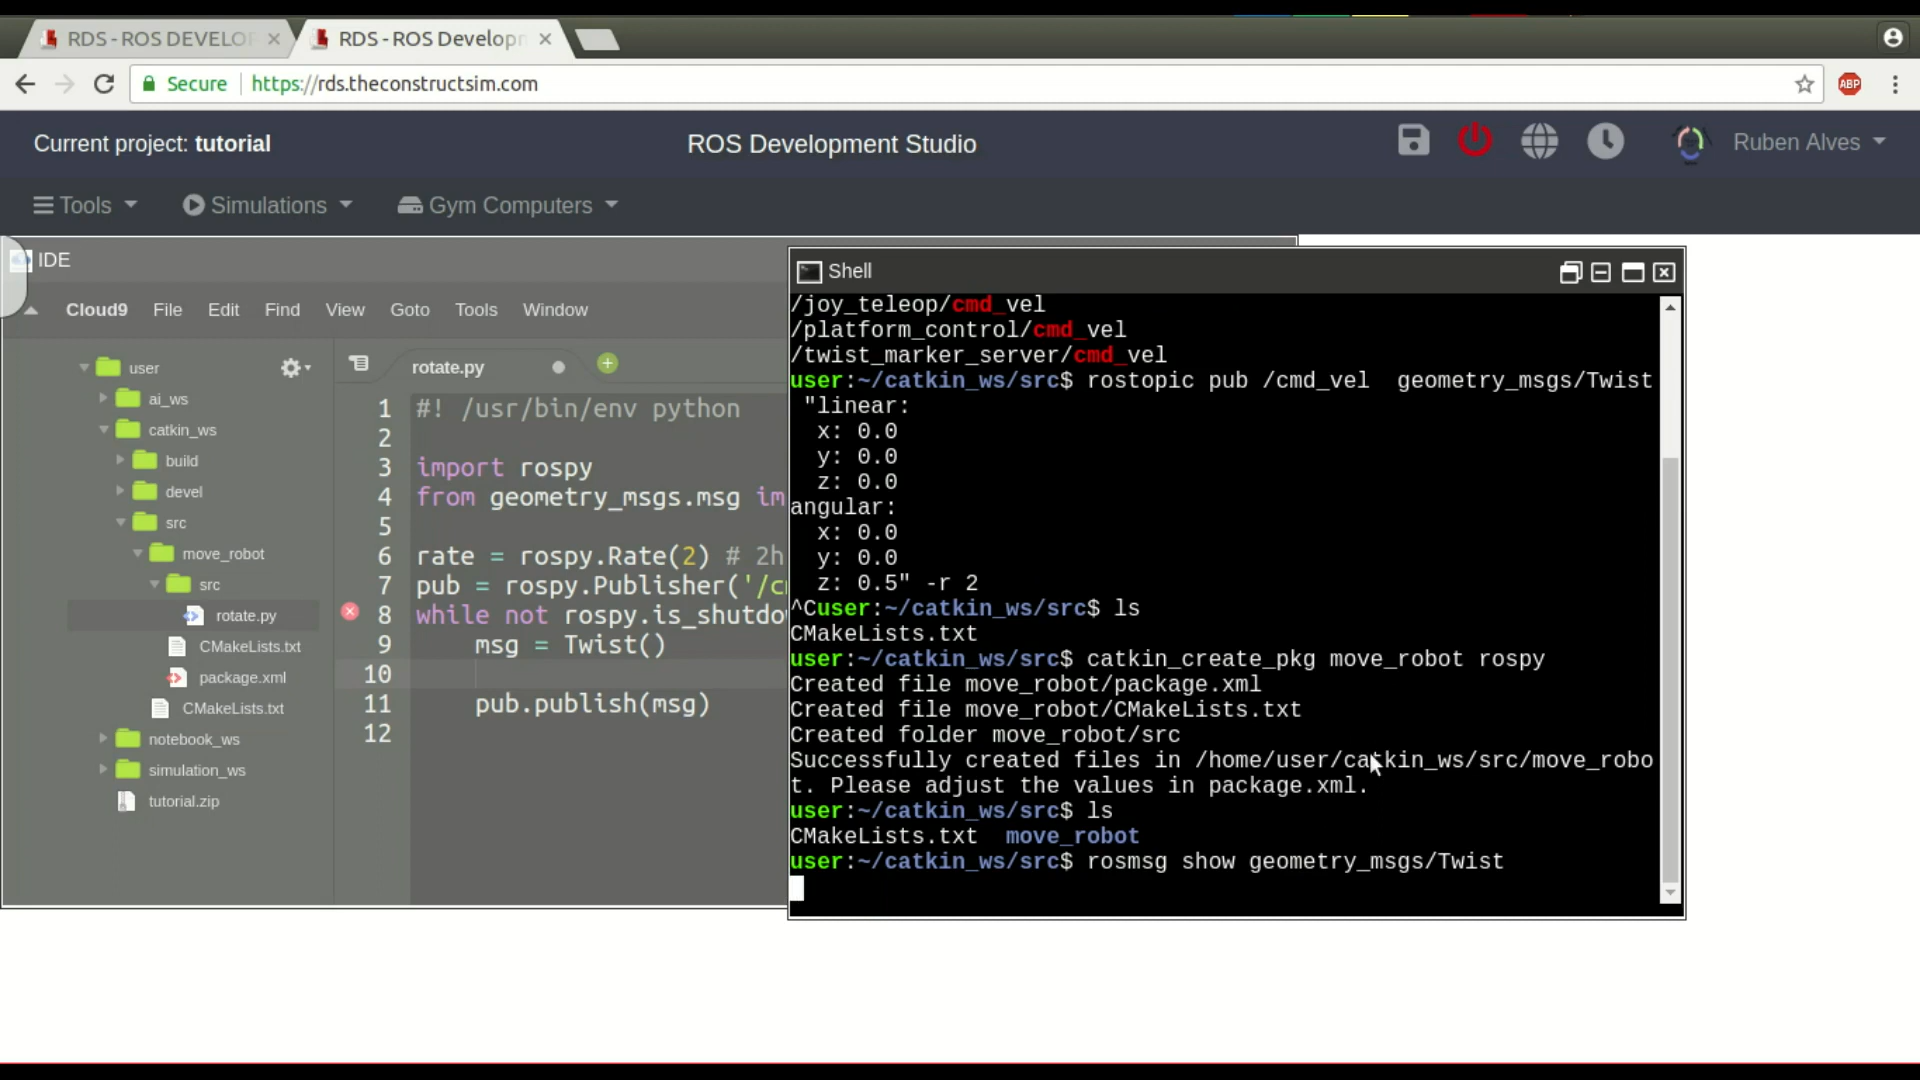 RDS - ROS DEVELO
RDS - ROS Develop
Secure
https://rds.theconstructsim.com
ABP
Current project: tutorial
ROS Development Studio
Ruben Alves
Tools
Simulations
Gym Computers
IDE
Cloud9 File Edit Find View Goto Tools Window
user
ai_ws
catkin_ws
build
devel
src
move_robot
src
rotate.py
CMakeLists.txt
package.xml
CMakeLists.txt
notebook_ws
simulation_ws
tutorial.zip
rotate.py
1 #! /usr/bin/env python
2
3 import rospy
4 from geometry_msgs.msg im
5
6 rate = rospy.Rate(2) # 2h
7 pub = rospy.Publisher('/c
8 while not rospy.is_shutdo
9 msg = Twist()
10
11 pub.publish(msg)
12
Shell
/joy_teleop/cmd_vel
/platform_control/cmd_vel
/twist_marker_server/cmd_vel
user:~/catkin_ws/src$ rostopic pub /cmd_vel  geometry_msgs/Twist
"linear:
x: 0.0
y: 0.0
z: 0.0
angular:
x: 0.0
y: 0.0
z: 0.5" -r 2
^Cuser:~/catkin_ws/src$ ls
CMakeLists.txt
user:~/catkin_ws/src$ catkin_create_pkg move_robot rospy
Created file move_robot/package.xml
Created file move_robot/CMakeLists.txt
Created folder move_robot/src
Successfully created files in /home/user/catkin_ws/src/move_robo
t. Please adjust the values in package.xml.
user:~/catkin_ws/src$ ls
CMakeLists.txt  move_robot
user:~/catkin_ws/src$ rosmsg show geometry_msgs/Twist